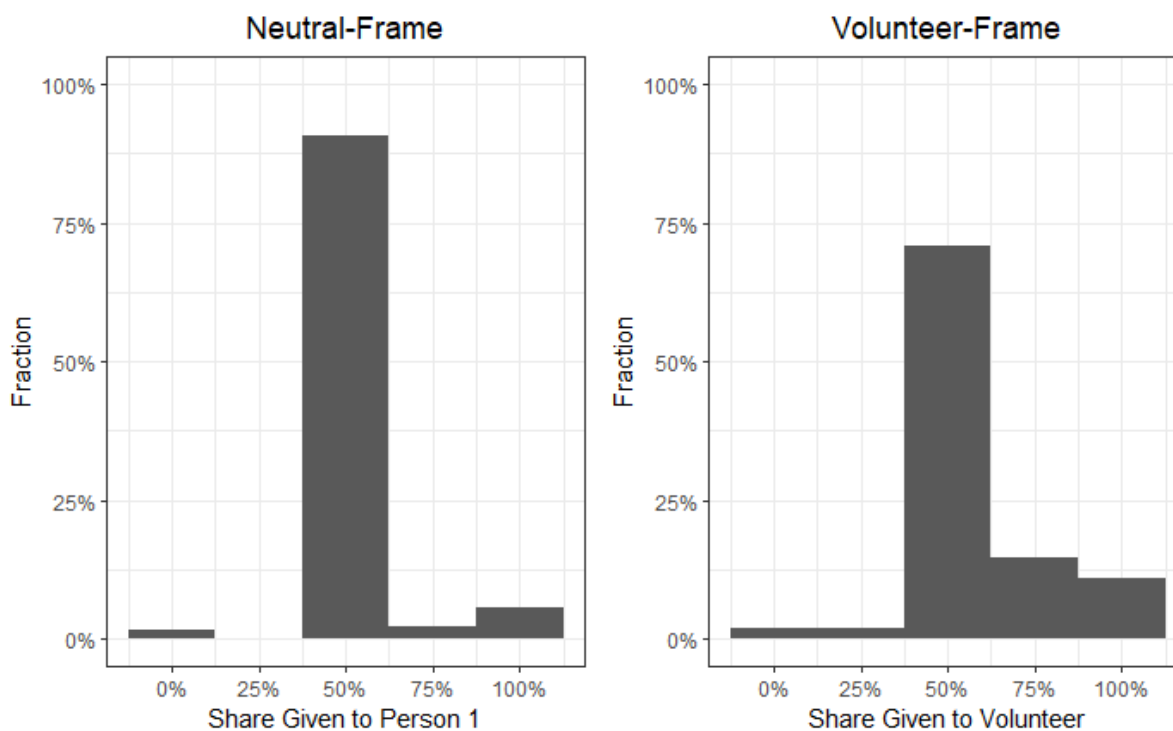 Neutral-Frame
100%
75%
50%
25%
0%
Fraction
0% 25% 50% 75% 100%
Share Given to Person 1
Volunteer-Frame
100%
75%
50%
25%
0%
Fraction
0% 25% 50% 75% 100%
Share Given to Volunteer